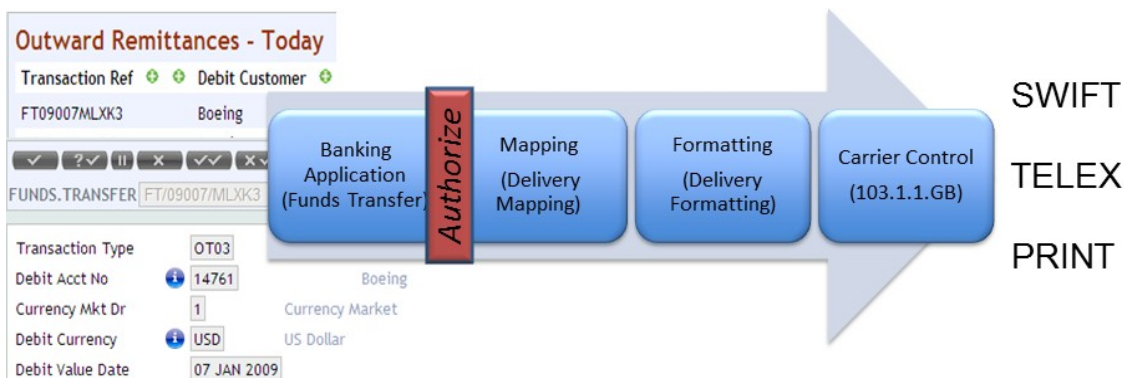 Outward Remittances - Today
Transaction Ref Debit Customer
FT09007MLXK3 Boeing
FUNDS.TRANSFER FT/09007/MLXK3
Transaction Type OT03
Debit Acct No 14761 Boeing
Currency Mkt Dr 1 Currency Market
Debit Currency USD US Dollar
Debit Value Date 07 JAN 2009
Banking
Application
(Funds Transfer)
Authorize
Mapping
(Delivery
Mapping)
Formatting
(Delivery
Formatting)
Carrier Control
(103.1.1.GB)
SWIFT
TELEX
PRINT